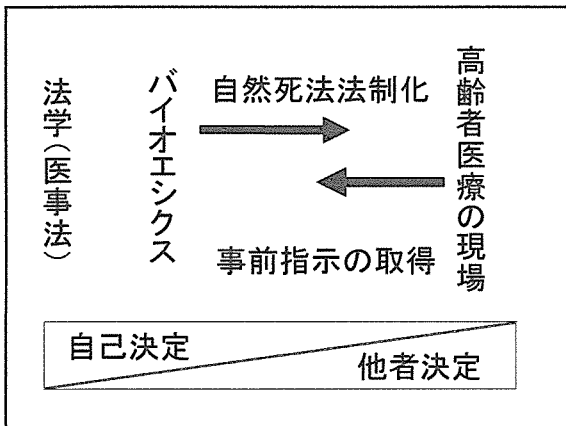 法学(医事法)
バイオエシクス
自然死法法制化
事前指示の取得
高齢者医療の現場
自己決定
他者決定